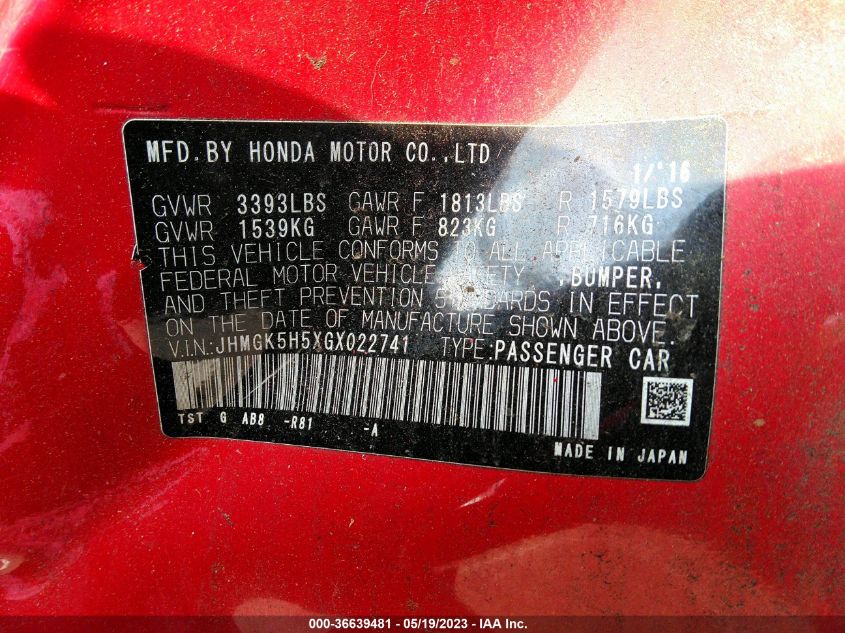 MFD.BY HONDA MOTOR CO.,LTD 1/'16
GVWR 3393LBS GAWR F 1813LBS R 1579LBS
GVWR 1539KG GAWR F 823KG R 716KG
THIS VEHICLE CONFORMS TO ALL APPLICABLE
FEDERAL MOTOR VEHICLE SAFETY, BUMPER,
AND THEFT PREVENTION STANDARDS IN EFFECT
ON THE DATE OF MANUFACTURE SHOWN ABOVE.
V.IN.:JHMGK5H5XGX022741 TYPE:PASSENGER CAR
TST G AB8 -R81 -A
MADE IN JAPAN
000-36639481 - 05/19/2023 - IAA Inc.